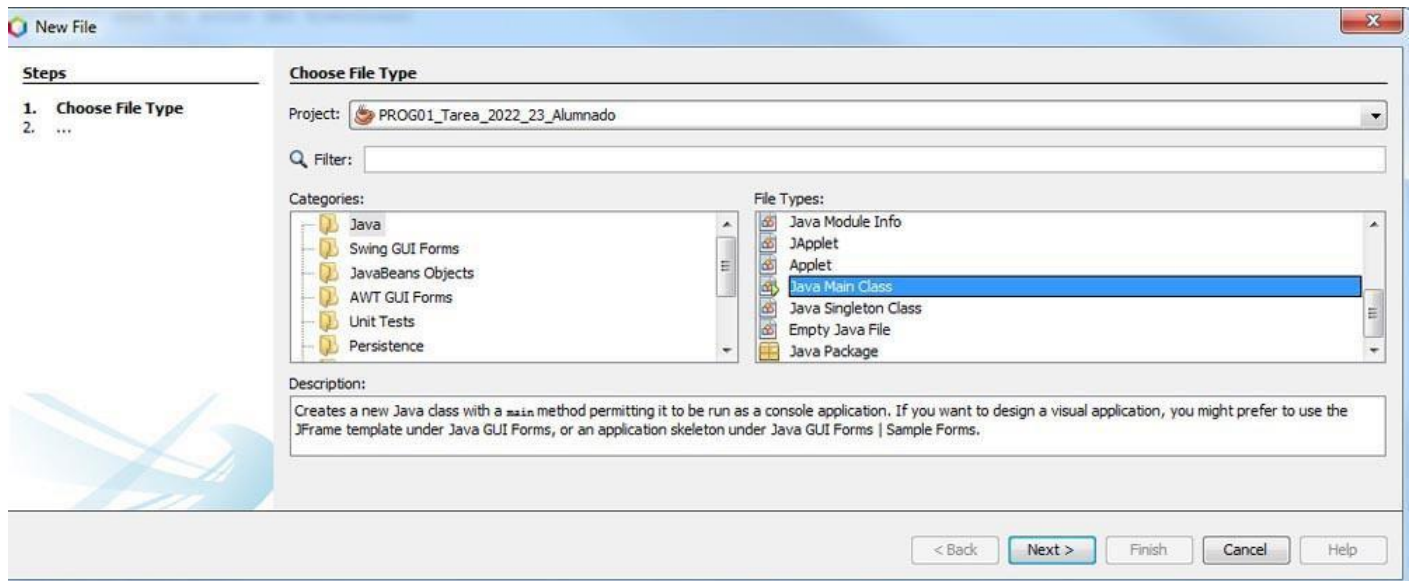 New File
Steps
1. Choose File Type
2. ...
Choose File Type
Project: PROG01_Tarea_2022_23_Alumnado
Filter:
Categories:
Java
Swing GUI Forms
JavaBeans Objects
AWT GUI Forms
Unit Tests
Persistence
File Types:
Java Module Info
JApplet
Applet
Java Main Class
Java Singleton Class
Empty Java File
Java Package
Description:
Creates a new Java class with a main method permitting it to be run as a console application. If you want to design a visual application, you might prefer to use the
JFrame template under Java GUI Forms, or an application skeleton under Java GUI Forms | Sample Forms.
< Back Next > Finish Cancel Help